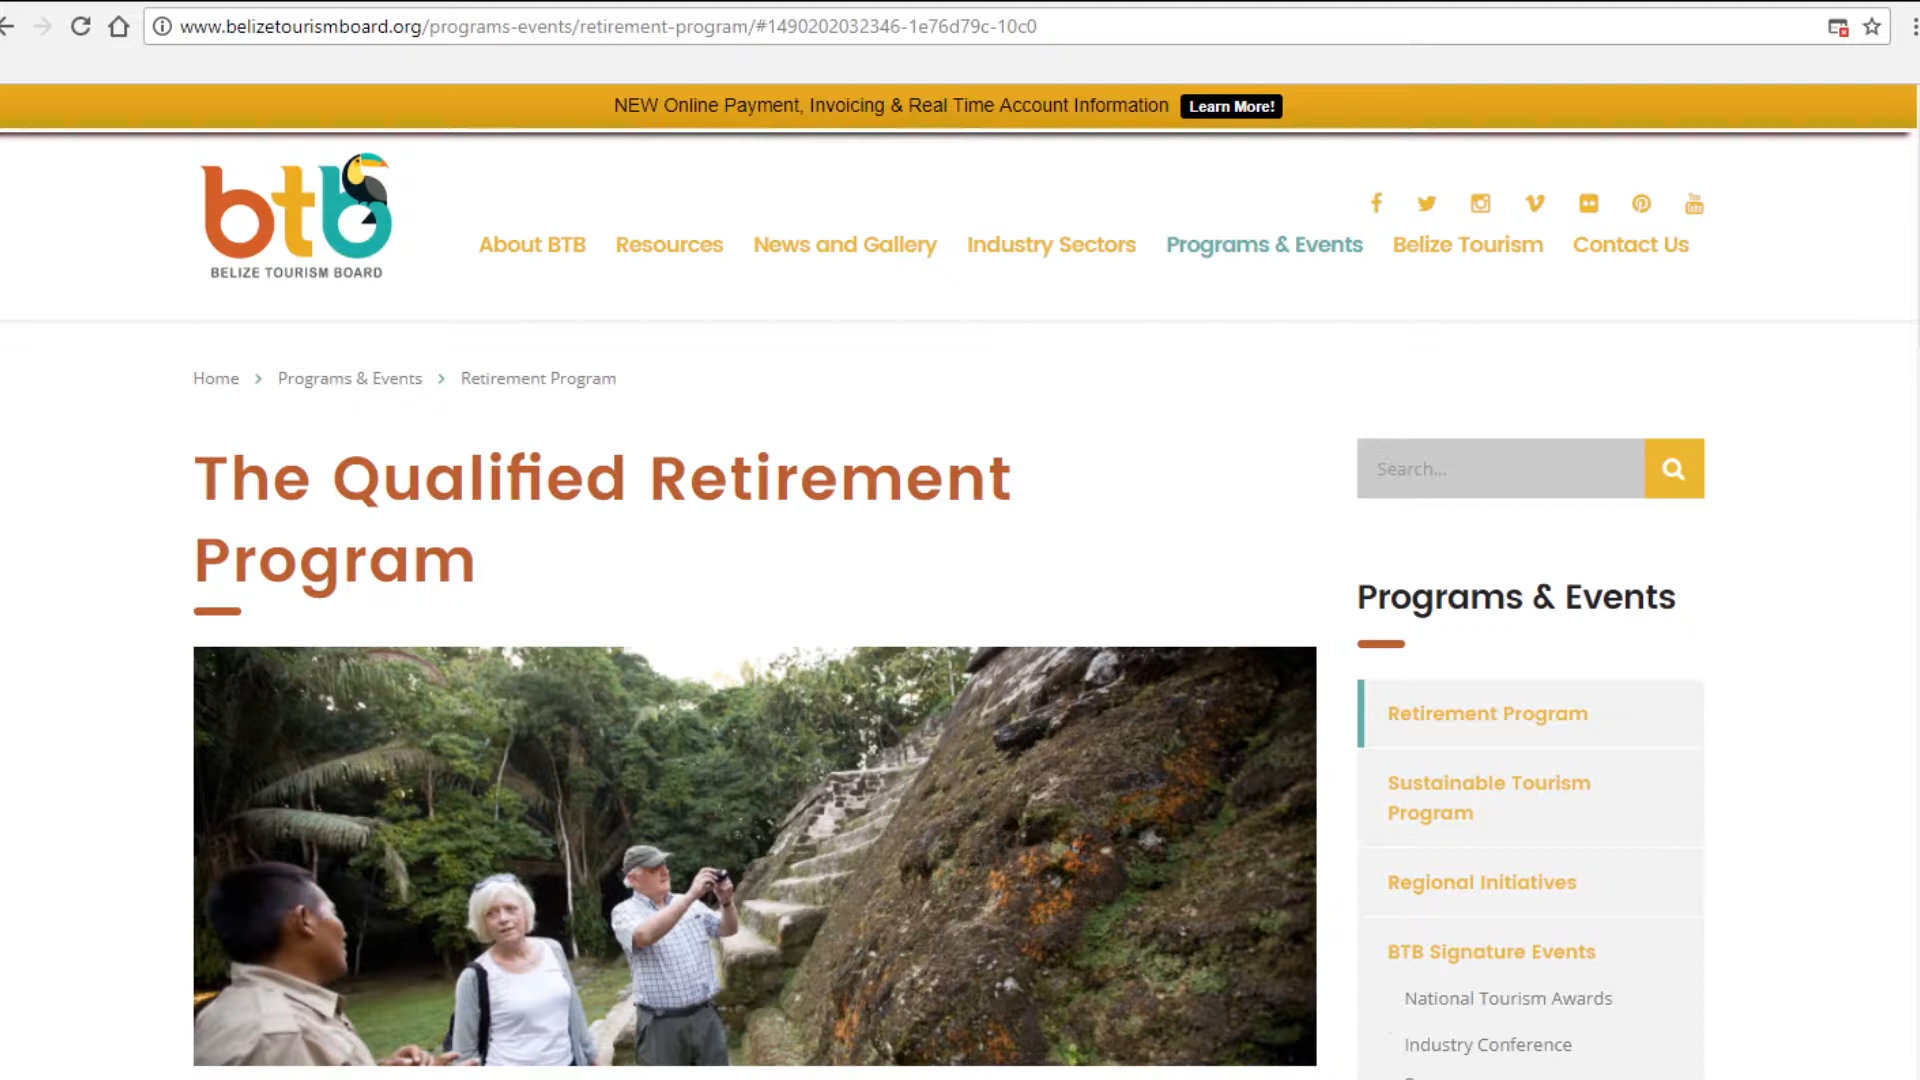 www.belizetourismboard.org/programs-events/retirement-program/#1490202032346-1e76d79c-10c0
NEW Online Payment, Invoicing & Real Time Account Information Learn More!
btb
BELIZE TOURISM BOARD
You
Tube
About BTB Resources News and Gallery Industry Sectors Programs & Events Belize Tourism Contact Us
Home > Programs & Events > Retirement Program
The Qualified Retirement
Program
Search...
Programs & Events
Retirement Program
Sustainable Tourism
Program
Regional Initiatives
BTB Signature Events
National Tourism Awards
Industry Conference